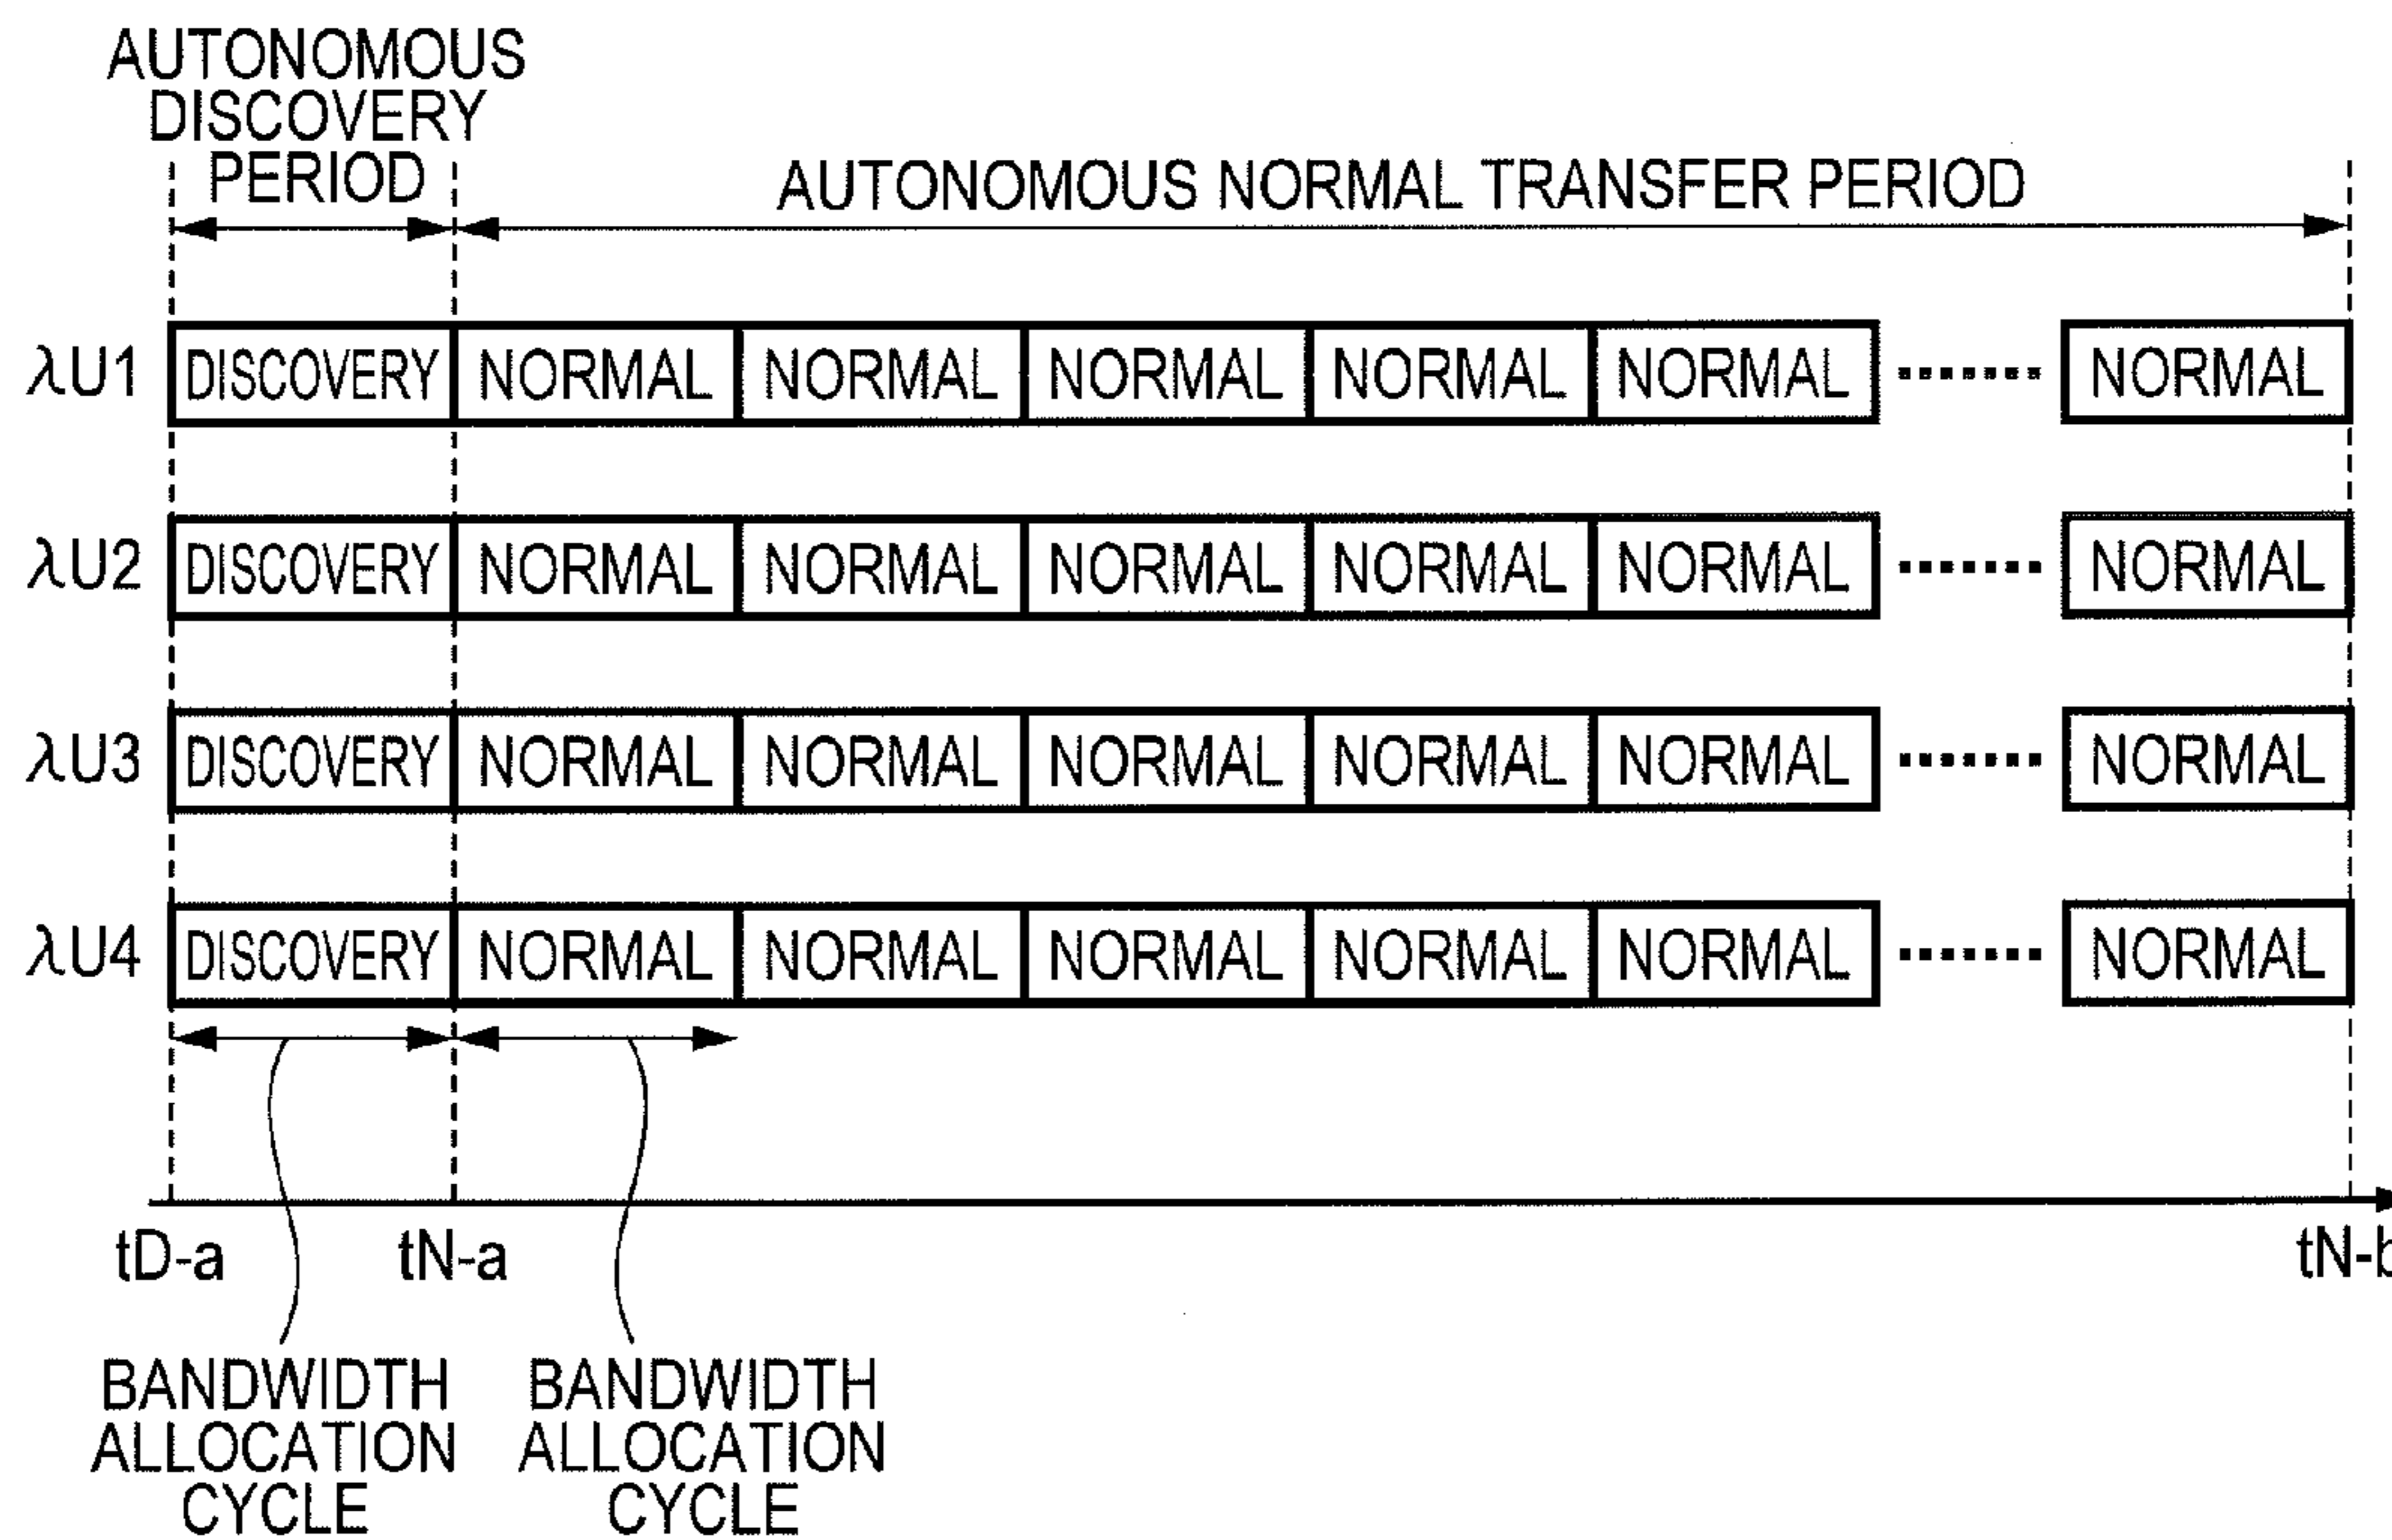 AUTONOMOUS
DISCOVERY
PERIOD
AUTONOMOUS NORMAL TRANSFER PERIOD
λU1 DISCOVERY NORMAL NORMAL NORMAL NORMAL NORMAL NORMAL
λU2 DISCOVERY NORMAL NORMAL NORMAL NORMAL NORMAL NORMAL
λU3 DISCOVERY NORMAL NORMAL NORMAL NORMAL NORMAL NORMAL
λU4 DISCOVERY NORMAL NORMAL NORMAL NORMAL NORMAL NORMAL
tD-a tN-a tN-b
BANDWIDTH
ALLOCATION
CYCLE
BANDWIDTH
ALLOCATION
CYCLE